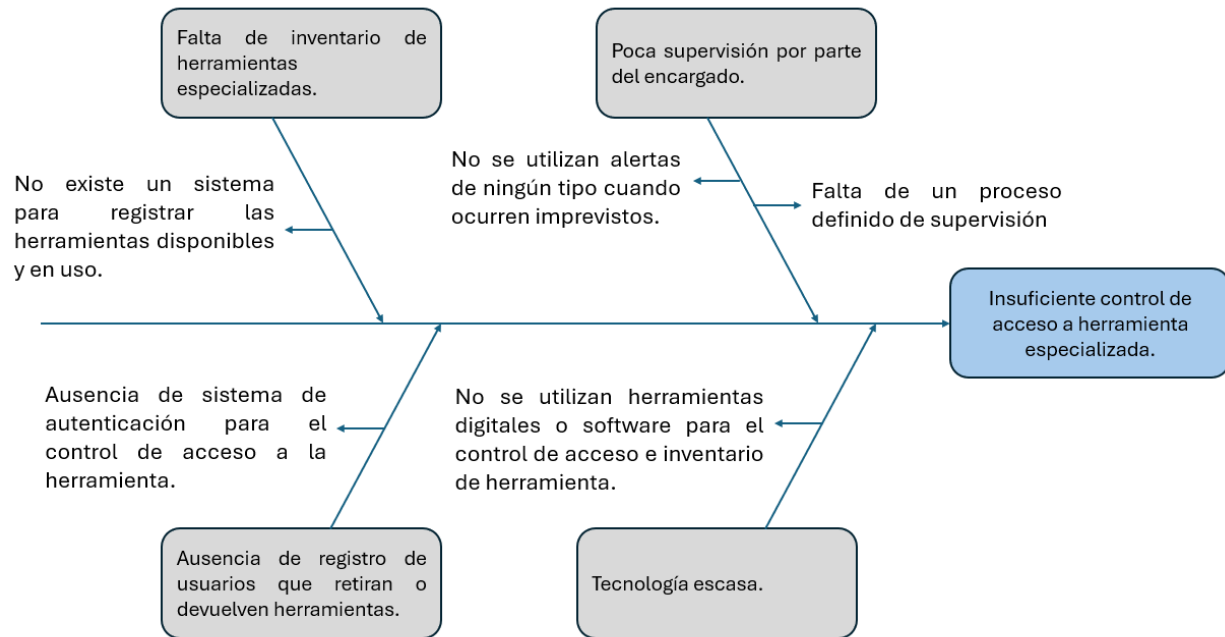 Falta de inventario de
herramientas
especializadas.
Poca supervisión por parte
del encargado.
No existe un sistema
para registrar las
herramientas disponibles
y en uso.
No se utilizan alertas
de ningún tipo cuando
ocurren imprevistos.
Falta de un proceso
definido de supervisión
Insuficiente control de
acceso a herramienta
especializada.
Ausencia de sistema de
autenticación para el
control de acceso a la
herramienta.
No se utilizan herramientas
digitales o software para el
control de acceso e inventario
de herramienta.
Ausencia de registro de
usuarios que retiran o
devuelven herramientas.
Tecnología escasa.